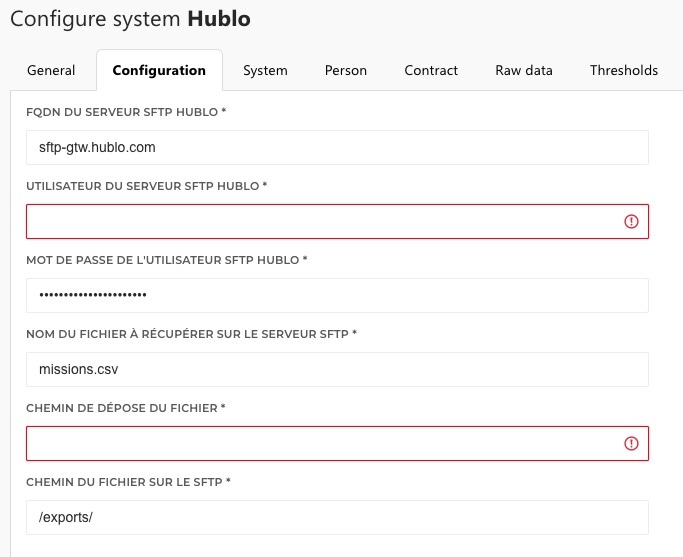 Configure system Hublo
General Configuration System Person Contract Raw data Thresholds
FQDN DU SERVEUR SFTP HUBLO *
sftp-gtw.hublo.com
UTILISATEUR DU SERVEUR SFTP HUBLO *
MOT DE PASSE DE L'UTILISATEUR SFTP HUBLO *
••••••••••••••••••••••
NOM DU FICHIER À RÉCUPÉRER SUR LE SERVEUR SFTP *
missions.csv
CHEMIN DE DÉPOSE DU FICHIER *
CHEMIN DU FICHIER SUR LE SFTP *
/exports/